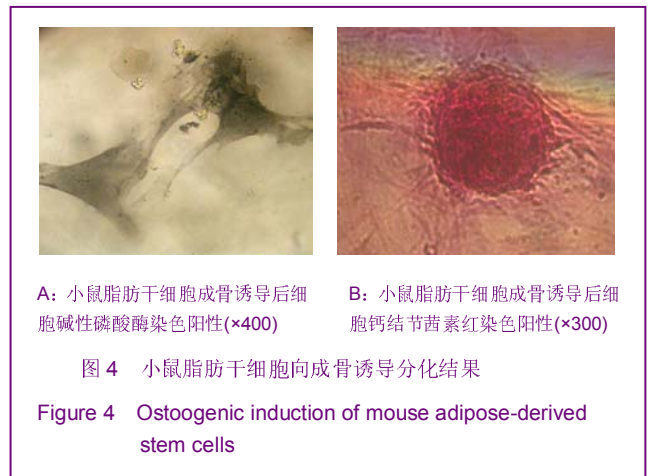 A：小鼠脂肪干细胞成骨诱导后细
胞碱性磷酸酶染色阳性(×400)
B：小鼠脂肪干细胞成骨诱导后细
胞钙结节茜素红染色阳性(×300)
图 4 小鼠脂肪干细胞向成骨诱导分化结果
Figure 4 Ostoogenic induction of mouse adipose-derived
stem cells